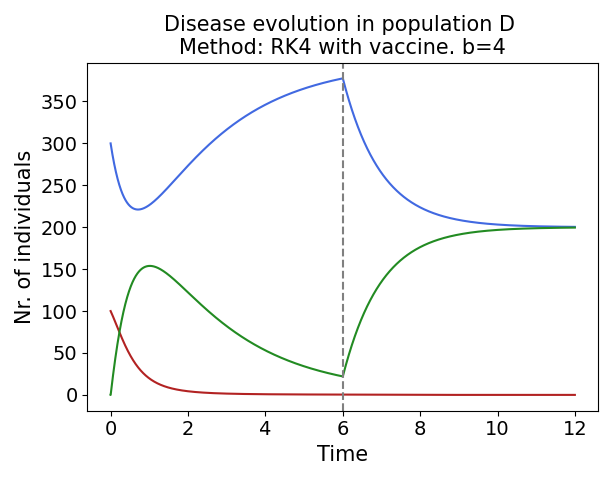 Disease evolution in population D
Method: RK4 with vaccine. b=4
Nr. of individuals
350
300
250
200
150
100
50
0
0 2 4 6 8 10 12
Time